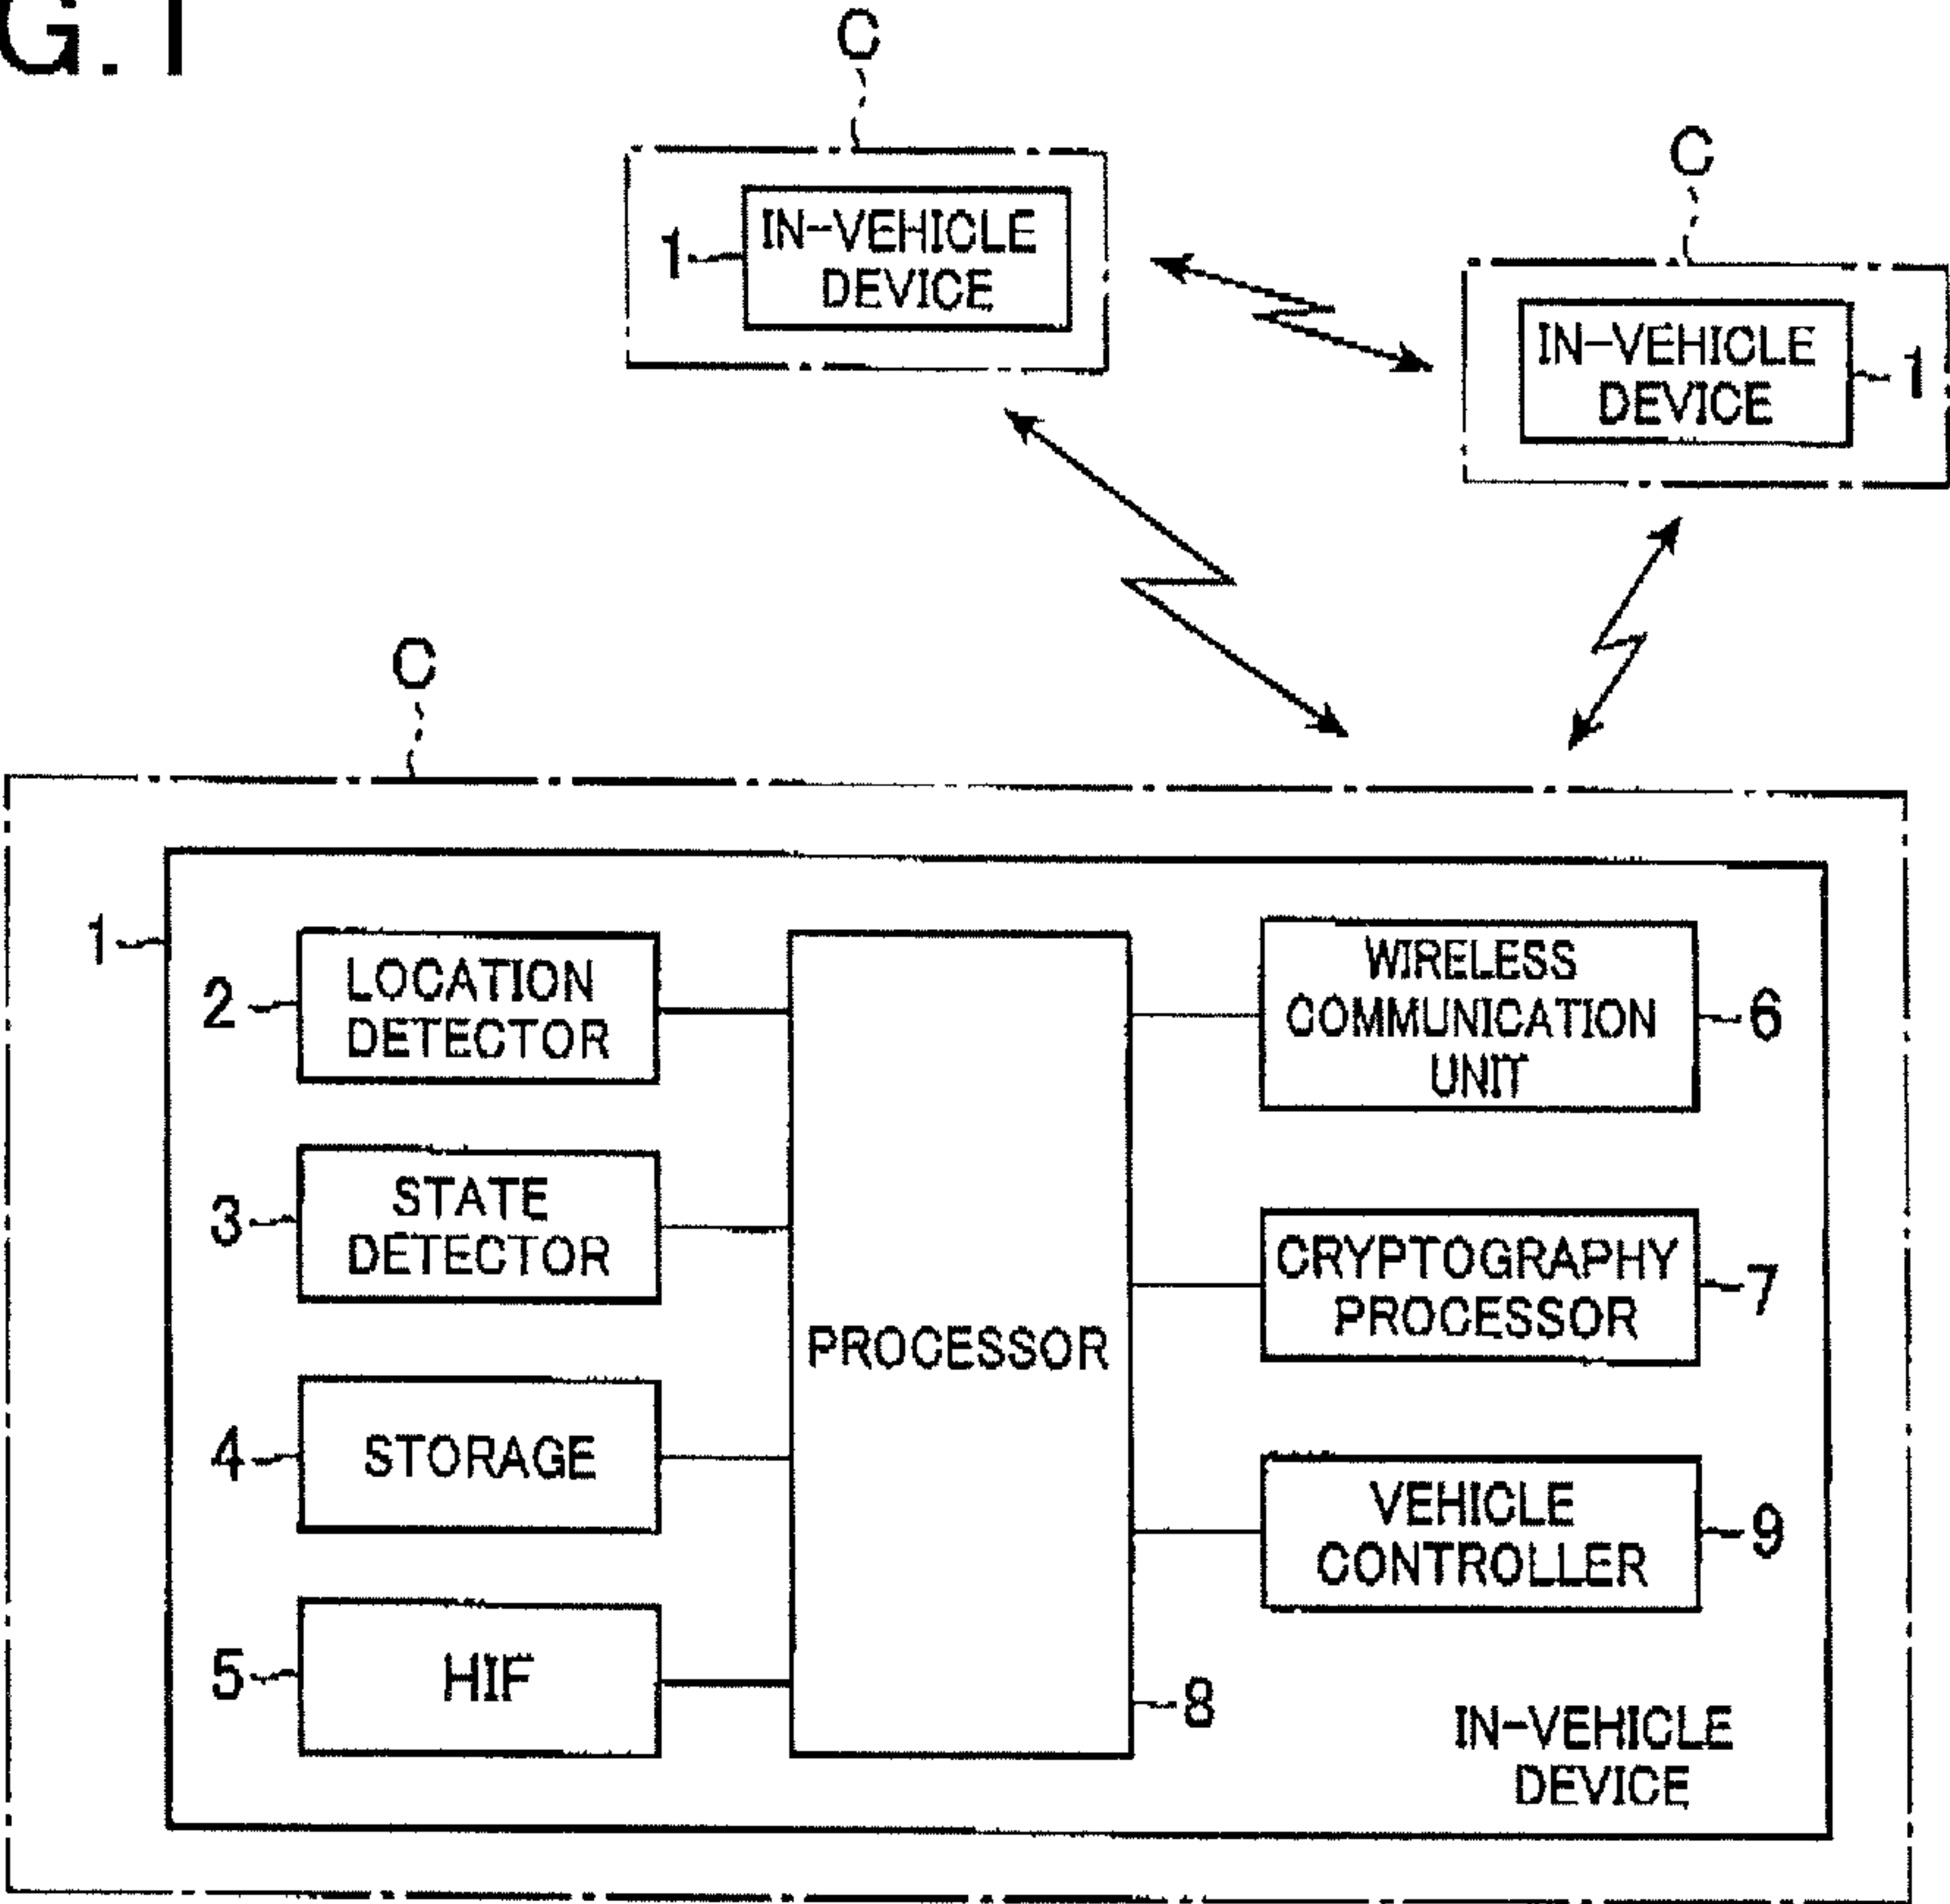 G. 1
C
C
1
IN-VEHICLE
DEVICE
IN-VEHICLE
DEVICE
1
C
1
2
LOCATION
DETECTOR
WIRELESS
COMMUNICATION
UNIT
6
3
STATE
DETECTOR
CRYPTOGRAPHY
PROCESSOR
7
PROCESSOR
4
STORAGE
VEHICLE
CONTROLLER
9
5
HIF
8
IN-VEHICLE
DEVICE